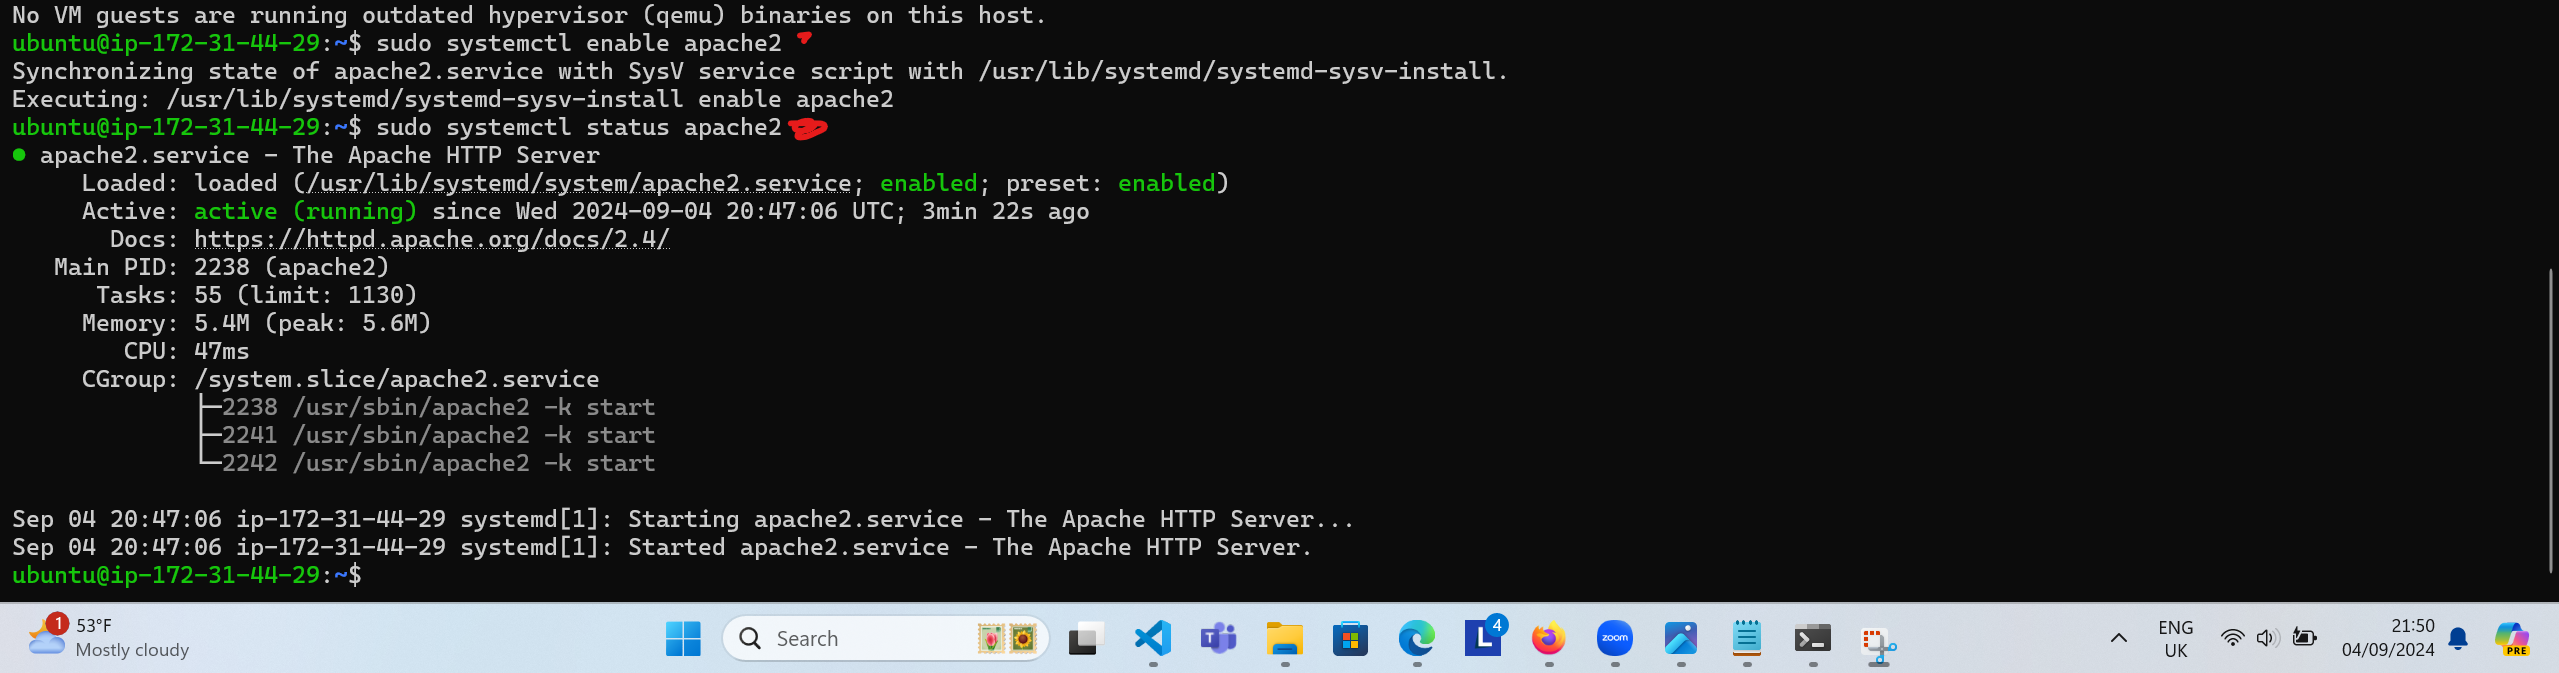 No VM guests are running outdated hypervisor (qemu) binaries on this host.
ubuntu@ip-172-31-44-29:~$ sudo systemctl enable apache2
Synchronizing state of apache2.service with SysV service script with /usr/lib/systemd/systemd-sysv-install.
Executing: /usr/lib/systemd/systemd-sysv-install enable apache2
ubuntu@ip-172-31-44-29:~$ sudo systemctl status apache2
● apache2.service - The Apache HTTP Server
     Loaded: loaded (/usr/lib/systemd/system/apache2.service; enabled; preset: enabled)
     Active: active (running) since Wed 2024-09-04 20:47:06 UTC; 3min 22s ago
       Docs: https://httpd.apache.org/docs/2.4/
   Main PID: 2238 (apache2)
      Tasks: 55 (limit: 1130)
     Memory: 5.4M (peak: 5.6M)
        CPU: 47ms
     CGroup: /system.slice/apache2.service
             ├─2238 /usr/sbin/apache2 -k start
             ├─2241 /usr/sbin/apache2 -k start
             └─2242 /usr/sbin/apache2 -k start
Sep 04 20:47:06 ip-172-31-44-29 systemd[1]: Starting apache2.service - The Apache HTTP Server...
Sep 04 20:47:06 ip-172-31-44-29 systemd[1]: Started apache2.service - The Apache HTTP Server.
ubuntu@ip-172-31-44-29:~$
1
53°F
Mostly cloudy
Search
T
L
4
zoom
ENG
UK
21:50
04/09/2024
PRE